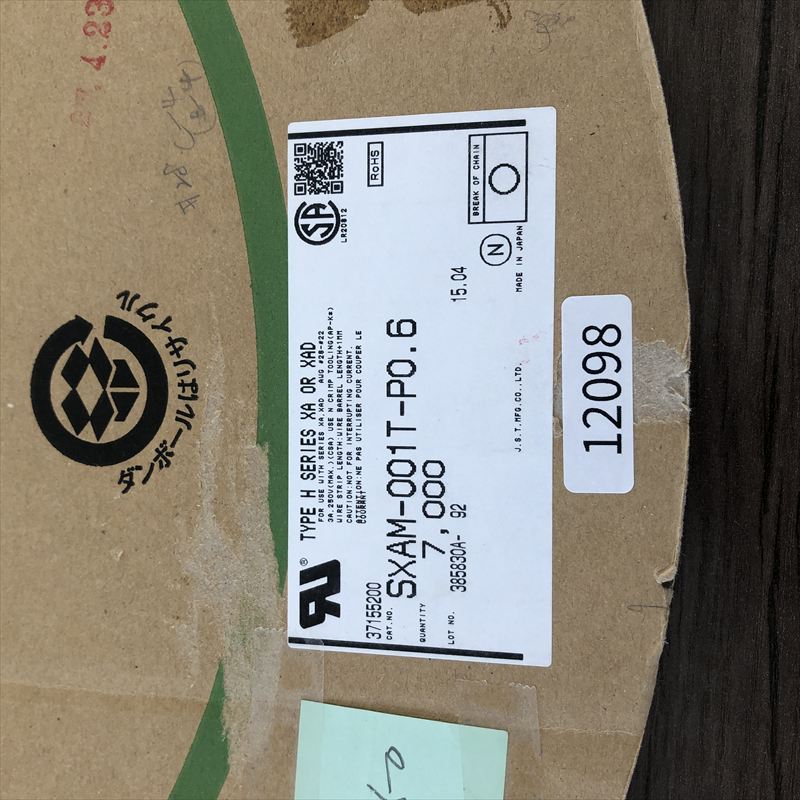 27.4.23
ダンボールはリサイクル
TYPE H SERIES XA OR XAD
FOR USE WITH SERIES XA,XAD AWG #28-#22
3A,250V(MAX.)(CSA) USE N CRIMP TOOLING(AP-K※)
WIRE STRIP LENGTH:WIRE BARREL LENGTH+1MM
CAUTION:NOT FOR INTERRUPTING CURRENT.
ATTENTION:NE PAS UTILISER POUR COUPER LE
COURANT
LR20812
RoHS
37155200
CAT.NO. SXAM-001T-P0.6
QUANTITY 7,000
LOT NO. 385830A- 92
15.04
BREAK OF CHAIN
N
MADE IN JAPAN
J.S.T.MFG.CO.,LTD.
12098